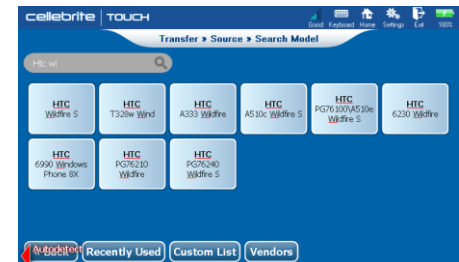 cellebrite TOUCH
Good Keyboard Home Settings Exit 100%
Transfer » Source » Search Model
Htc wi
HTC
Wildfire S
HTC
T328w Wind
HTC
A333 Wildfire
HTC
A510c Wildfire S
HTC
PG76100\A510e
Wildfire S
HTC
6230 Wildfire
HTC
6990 Windows
Phone 8X
HTC
PG76210
Wildfire
HTC
PG76240
Wildfire S
Autodetect
Back
Recently Used
Custom List
Vendors